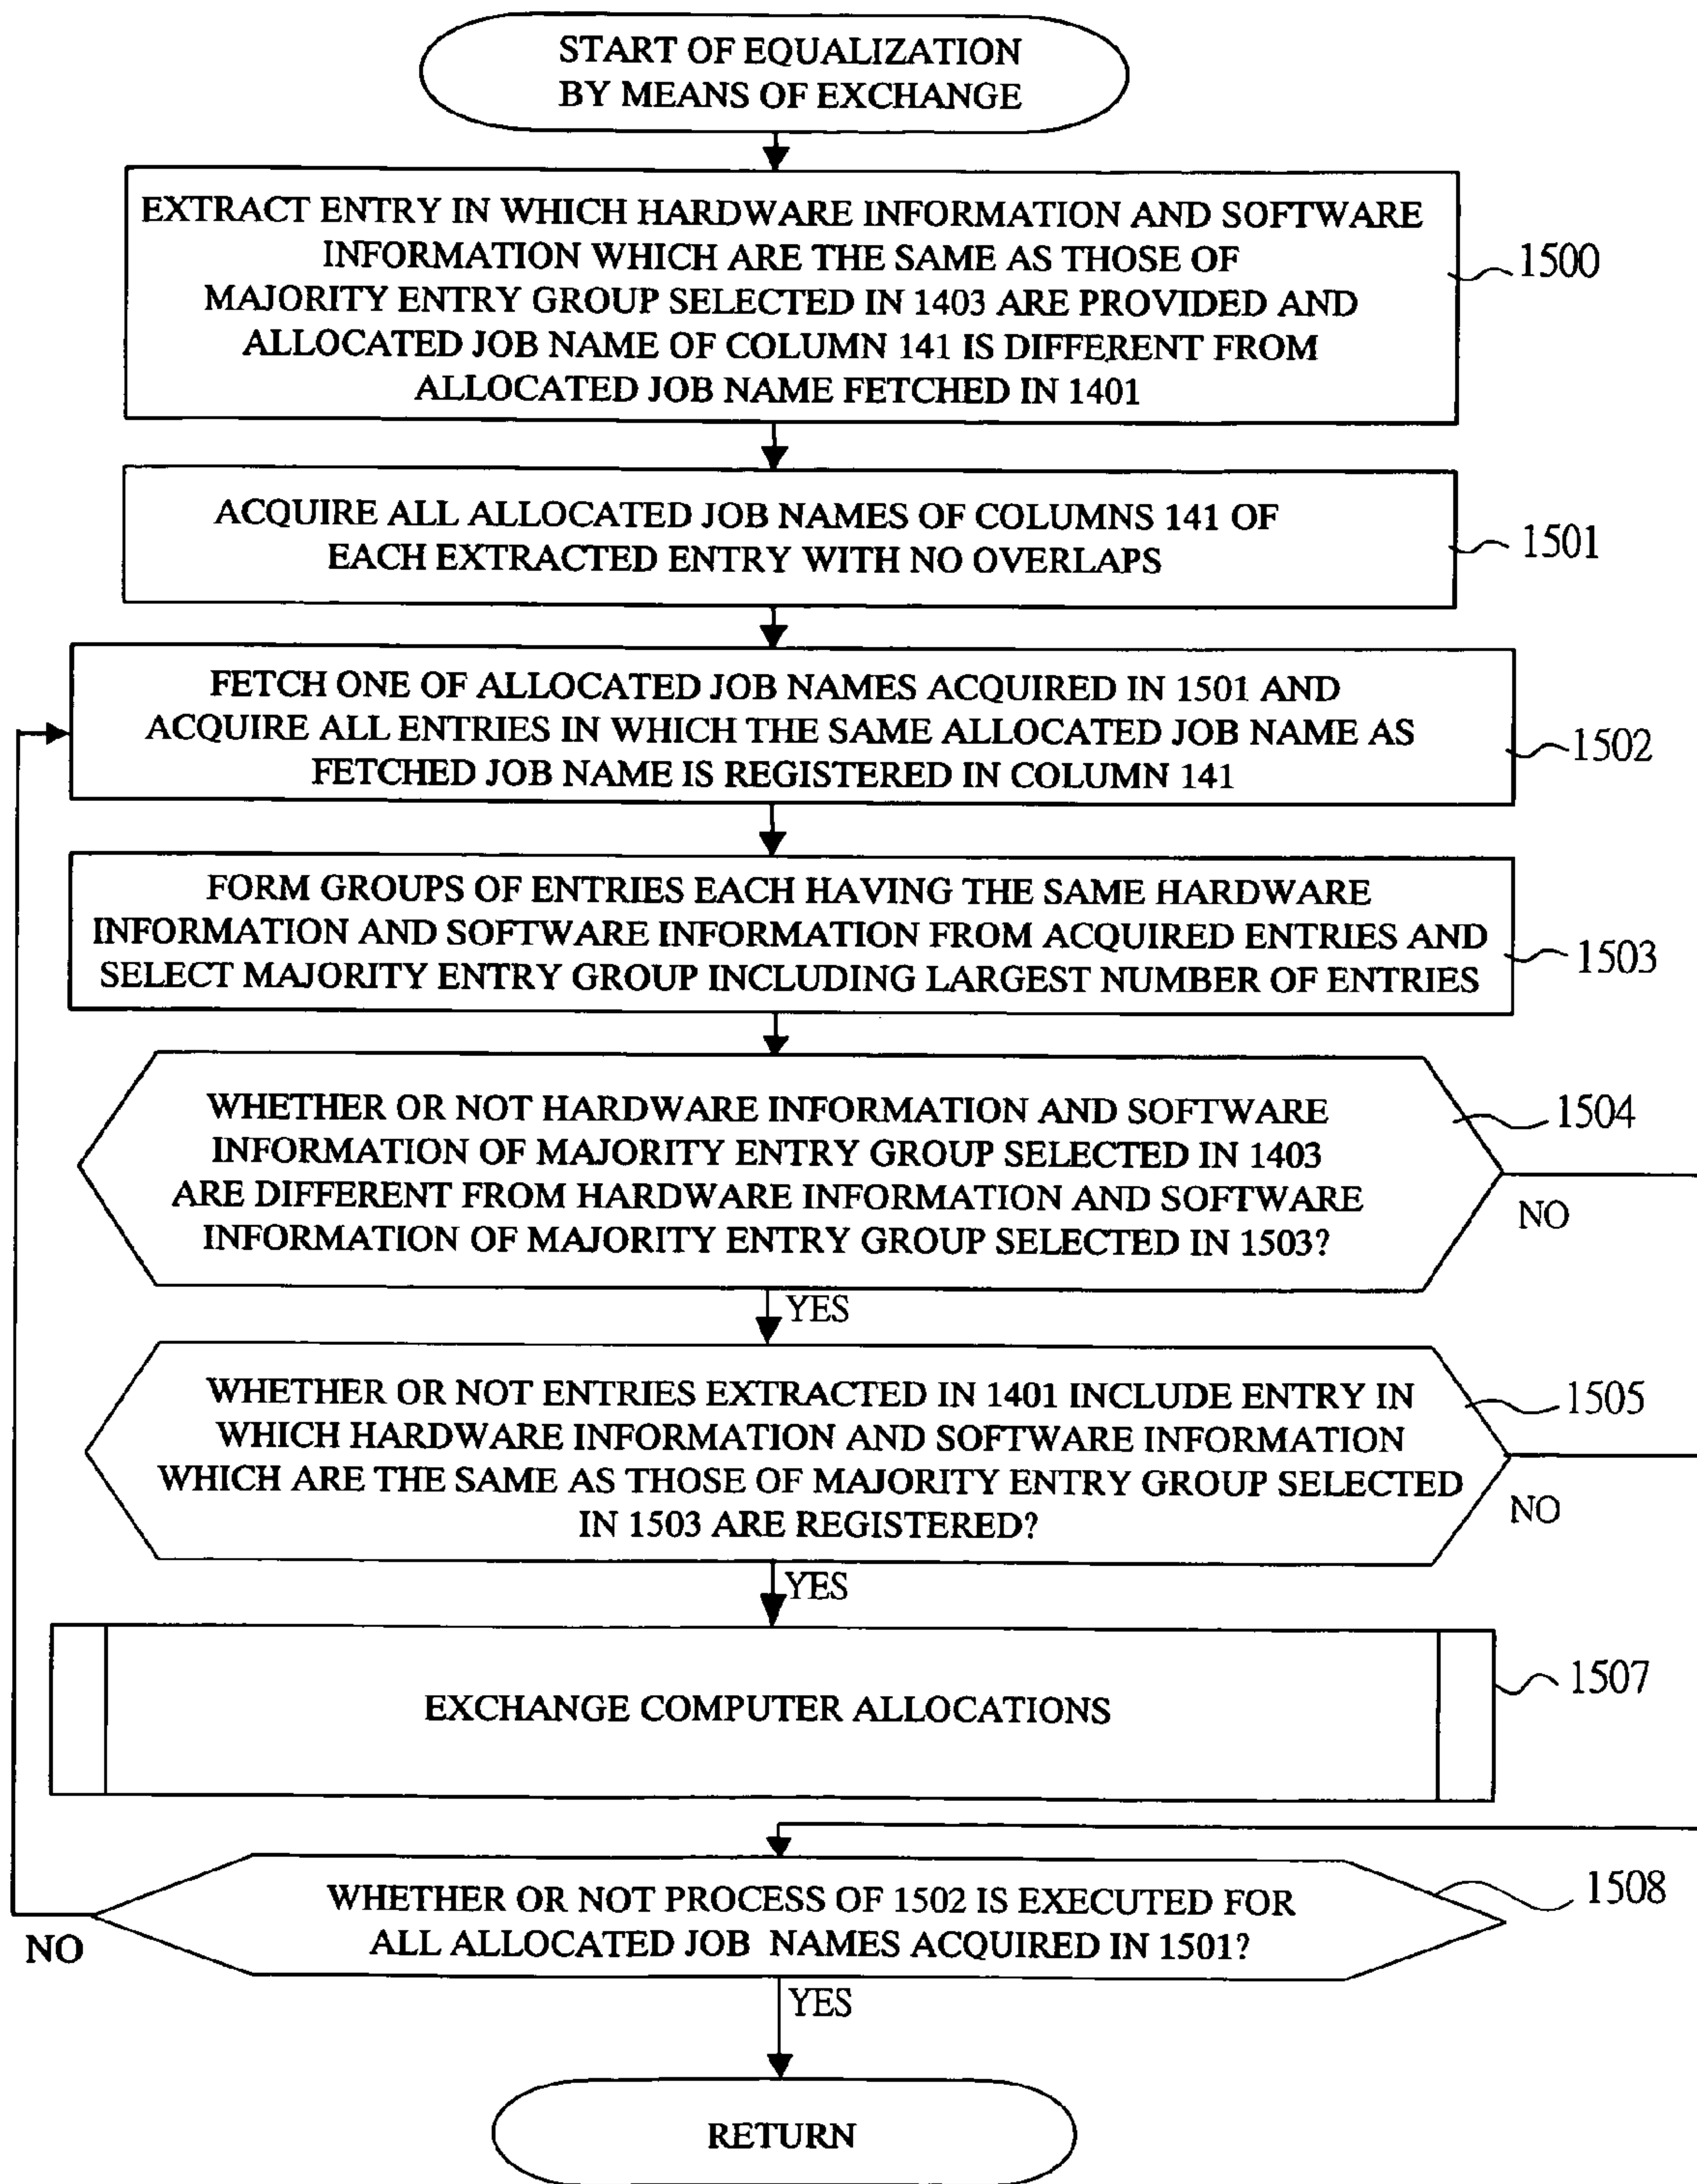 START OF EQUALIZATION
BY MEANS OF EXCHANGE
EXTRACT ENTRY IN WHICH HARDWARE INFORMATION AND SOFTWARE
INFORMATION WHICH ARE THE SAME AS THOSE OF
MAJORITY ENTRY GROUP SELECTED IN 1403 ARE PROVIDED AND
ALLOCATED JOB NAME OF COLUMN 141 IS DIFFERENT FROM
ALLOCATED JOB NAME FETCHED IN 1401
1500
ACQUIRE ALL ALLOCATED JOB NAMES OF COLUMNS 141 OF
EACH EXTRACTED ENTRY WITH NO OVERLAPS
1501
FETCH ONE OF ALLOCATED JOB NAMES ACQUIRED IN 1501 AND
ACQUIRE ALL ENTRIES IN WHICH THE SAME ALLOCATED JOB NAME AS
FETCHED JOB NAME IS REGISTERED IN COLUMN 141
1502
FORM GROUPS OF ENTRIES EACH HAVING THE SAME HARDWARE
INFORMATION AND SOFTWARE INFORMATION FROM ACQUIRED ENTRIES AND
SELECT MAJORITY ENTRY GROUP INCLUDING LARGEST NUMBER OF ENTRIES
1503
WHETHER OR NOT HARDWARE INFORMATION AND SOFTWARE
INFORMATION OF MAJORITY ENTRY GROUP SELECTED IN 1403
ARE DIFFERENT FROM HARDWARE INFORMATION AND SOFTWARE
INFORMATION OF MAJORITY ENTRY GROUP SELECTED IN 1503?
1504
NO
YES
WHETHER OR NOT ENTRIES EXTRACTED IN 1401 INCLUDE ENTRY IN
WHICH HARDWARE INFORMATION AND SOFTWARE INFORMATION
WHICH ARE THE SAME AS THOSE OF MAJORITY ENTRY GROUP SELECTED
IN 1503 ARE REGISTERED?
1505
NO
YES
EXCHANGE COMPUTER ALLOCATIONS
1507
WHETHER OR NOT PROCESS OF 1502 IS EXECUTED FOR
ALL ALLOCATED JOB NAMES ACQUIRED IN 1501?
1508
NO
YES
RETURN